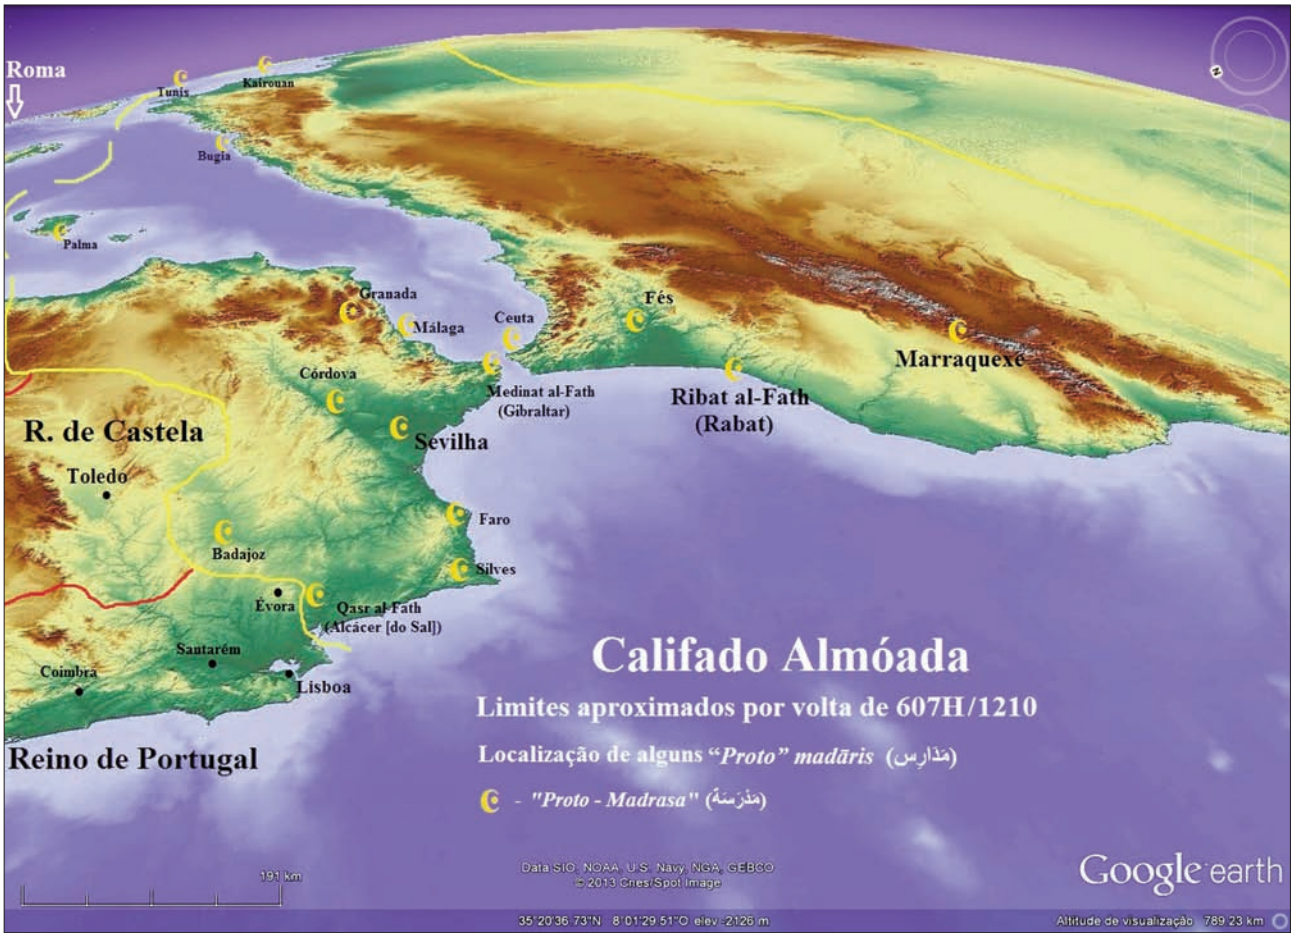 Roma
Tunis
Kairouan
Bugia
Palma
Granada
Málaga
Ceuta
Fés
Marraquexe
Córdova
Medinat al-Fath
(Gibraltar)
Ribat al-Fath
(Rabat)
R. de Castela
Sevilha
Toledo
Badajoz
Faro
Silves
Évora
Qasr al-Fath
(Alcácer [do Sal])
Santarém
Coimbra
Lisboa
Reino de Portugal
Califado Almóada
Limites aproximados por volta de 607H/1210
Localização de alguns “Proto” madāris (مَدَارِس)
- "Proto - Madrasa" (مَدْرَسَةٌ)
191 km
Data SIO, NOAA, U.S. Navy, NGA, GEBCO
© 2013 Cnes/Spot Image
Google earth
35°20'36 73"N 8°01'29 51"O elev -2126 m
Altitude de visualização 789 23 km
N